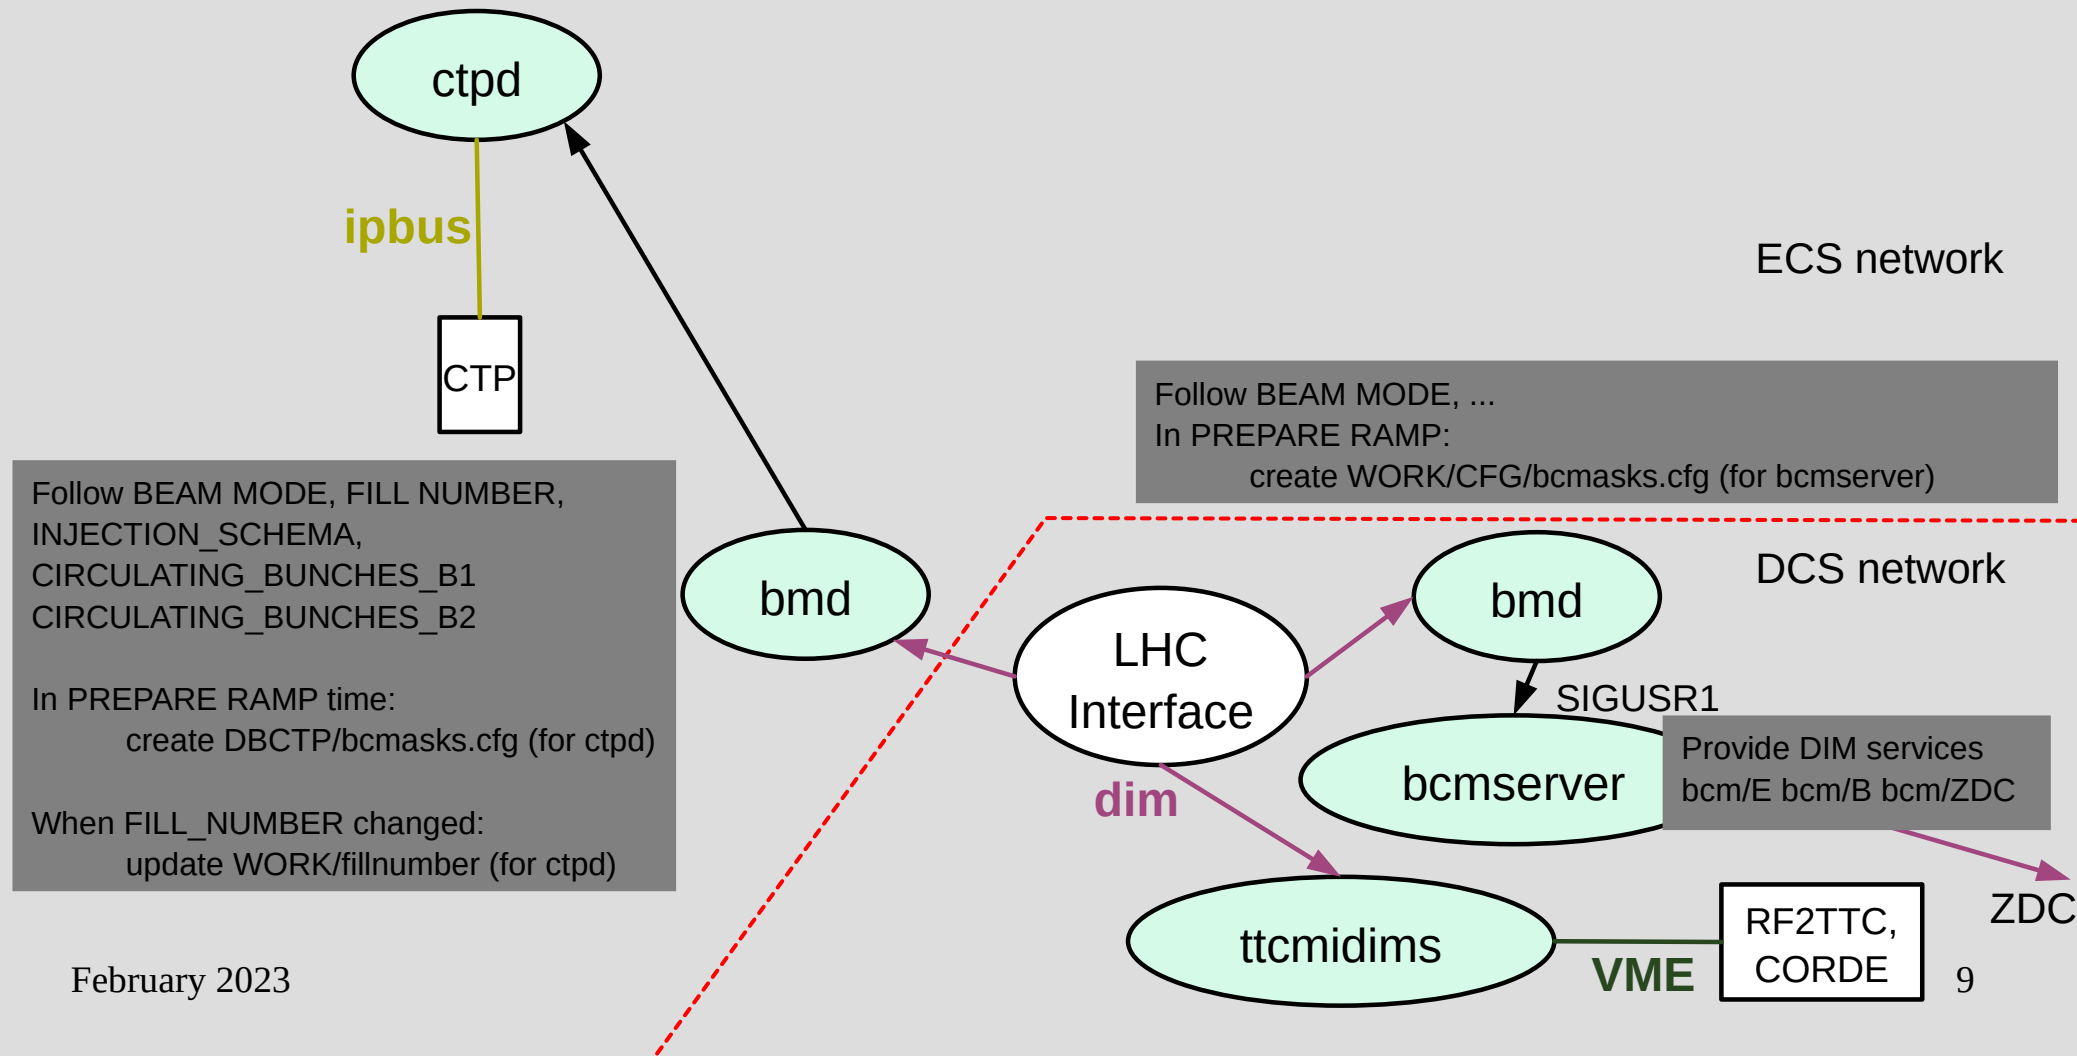 ctpd
ipbus
CTP
ECS network
Follow BEAM MODE, ...
In PREPARE RAMP:
create WORK/CFG/bcmasks.cfg (for bcmserver)
Follow BEAM MODE, FILL NUMBER,
INJECTION_SCHEMA,
CIRCULATING_BUNCHES_B1
CIRCULATING_BUNCHES_B2
In PREPARE RAMP time:
create DBCTP/bcmasks.cfg (for ctpd)
When FILL_NUMBER changed:
update WORK/fillnumber (for ctpd)
bmd
LHC
Interface
dim
bmd
DCS network
SIGUSR1
bcmserver
Provide DIM services
bcm/E bcm/B bcm/ZDC
ZDC
ttcmidims
VME
RF2TTC,
CORDE
February 2023
9